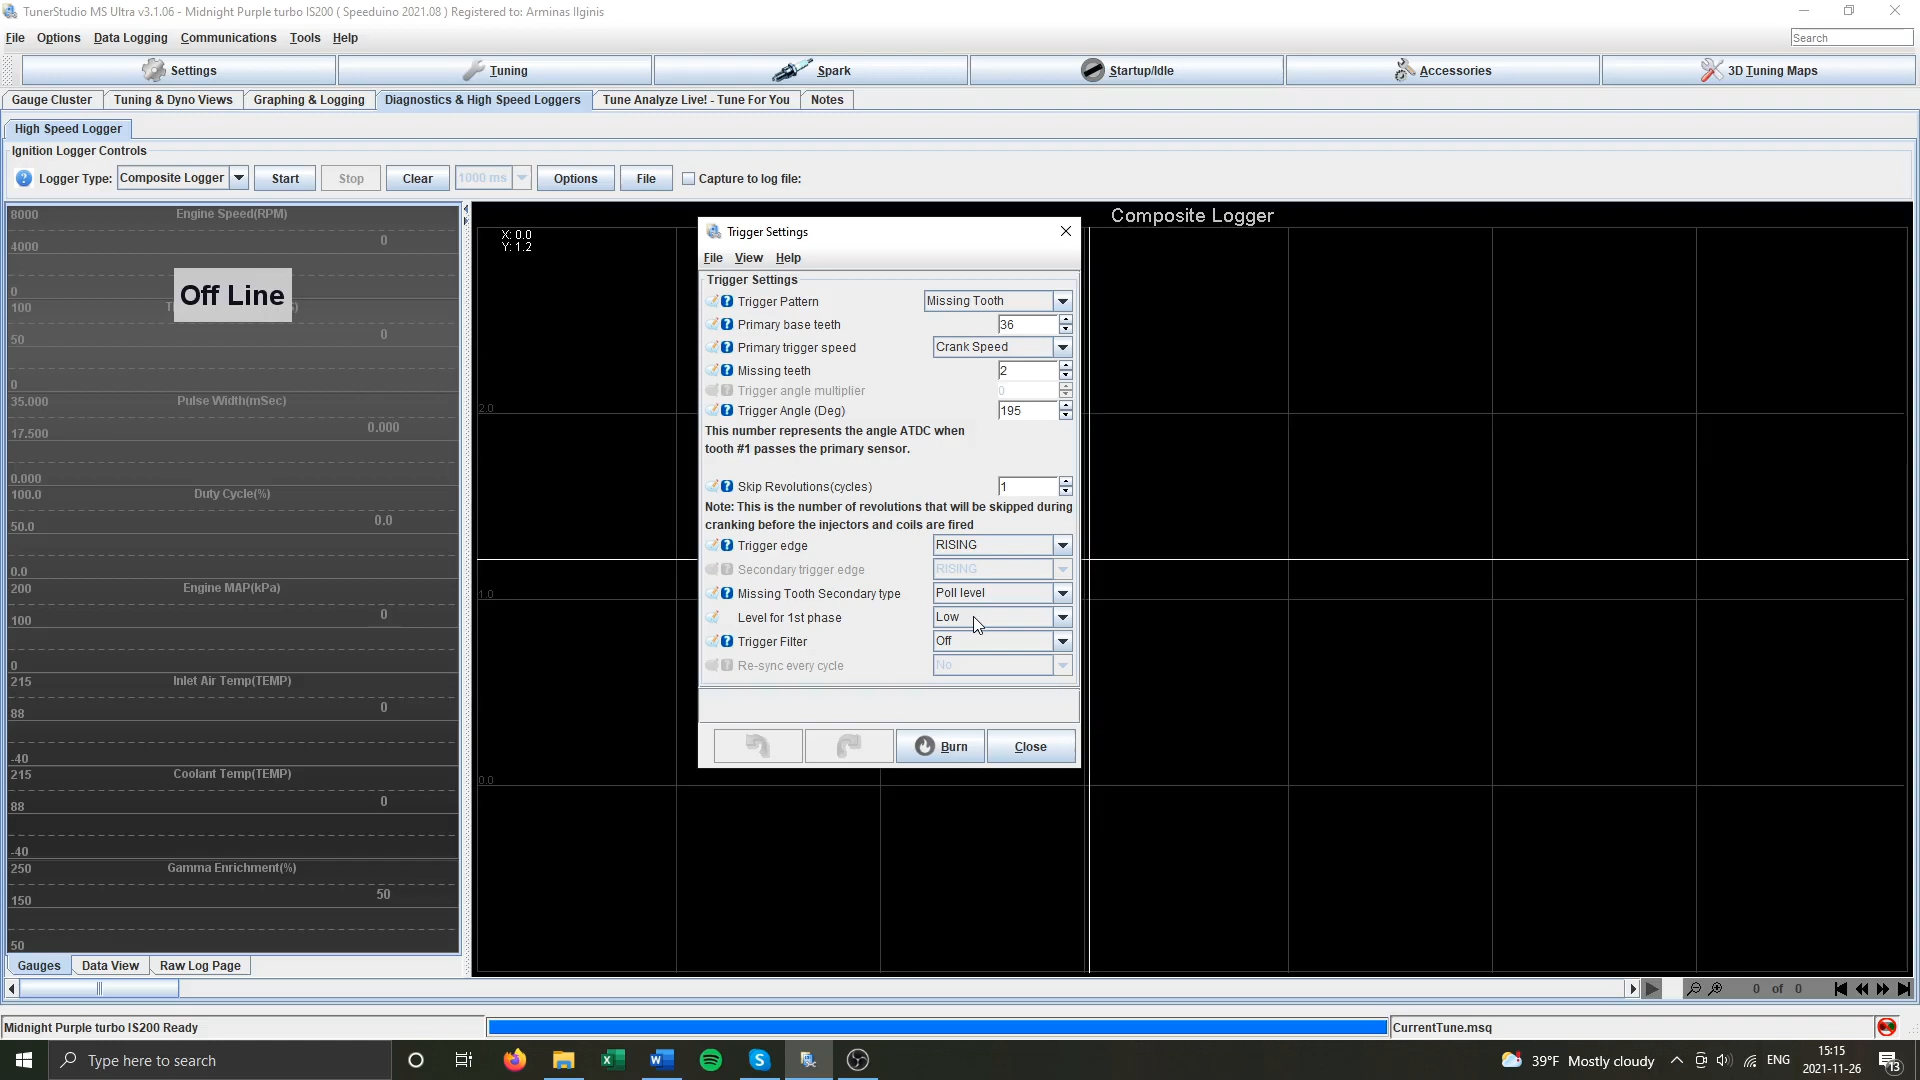 TunerStudio MS Ultra v3.1.06 - Midnight Purple turbo IS200 ( Speeduino 2021.08 ) Registered to: Arminas Ilginis
File Options Data Logging Communications Tools Help
Search
Settings Tuning Spark Startup/Idle Accessories 3D Tuning Maps
Gauge Cluster Tuning & Dyno Views Graphing & Logging Diagnostics & High Speed Loggers Tune Analyze Live! - Tune For You Notes
High Speed Logger
Ignition Logger Controls
Logger Type: Composite Logger Start Stop Clear 1000 ms Options File Capture to log file:
8000 Engine Speed(RPM)
0
4000
Off Line
0
100
0
50
0
35.000 Pulse Width(mSec)
0.000
17.500
0.000
100.0 Duty Cycle(%)
0.0
50.0
0.0
200 Engine MAP(kPa)
0
100
0
215 Inlet Air Temp(TEMP)
0
88
-40
215 Coolant Temp(TEMP)
0
88
-40
250 Gamma Enrichment(%)
50
150
50
Gauges Data View Raw Log Page
Composite Logger
X: 0.0
Y: 1.2
2.0
1.0
0.0
Trigger Settings
File View Help
Trigger Settings
Trigger Pattern Missing Tooth
Primary base teeth 36
Primary trigger speed Crank Speed
Missing teeth 2
Trigger angle multiplier 0
Trigger Angle (Deg) 195
This number represents the angle ATDC when
tooth #1 passes the primary sensor.
Skip Revolutions(cycles) 1
Note: This is the number of revolutions that will be skipped during
cranking before the injectors and coils are fired
Trigger edge RISING
Secondary trigger edge RISING
Missing Tooth Secondary type Poll level
Level for 1st phase Low
Trigger Filter Off
Re-sync every cycle No
Burn Close
0 of 0
Midnight Purple turbo IS200 Ready
CurrentTune.msq
Type here to search
39°F Mostly cloudy
ENG
15:15
2021-11-26
13